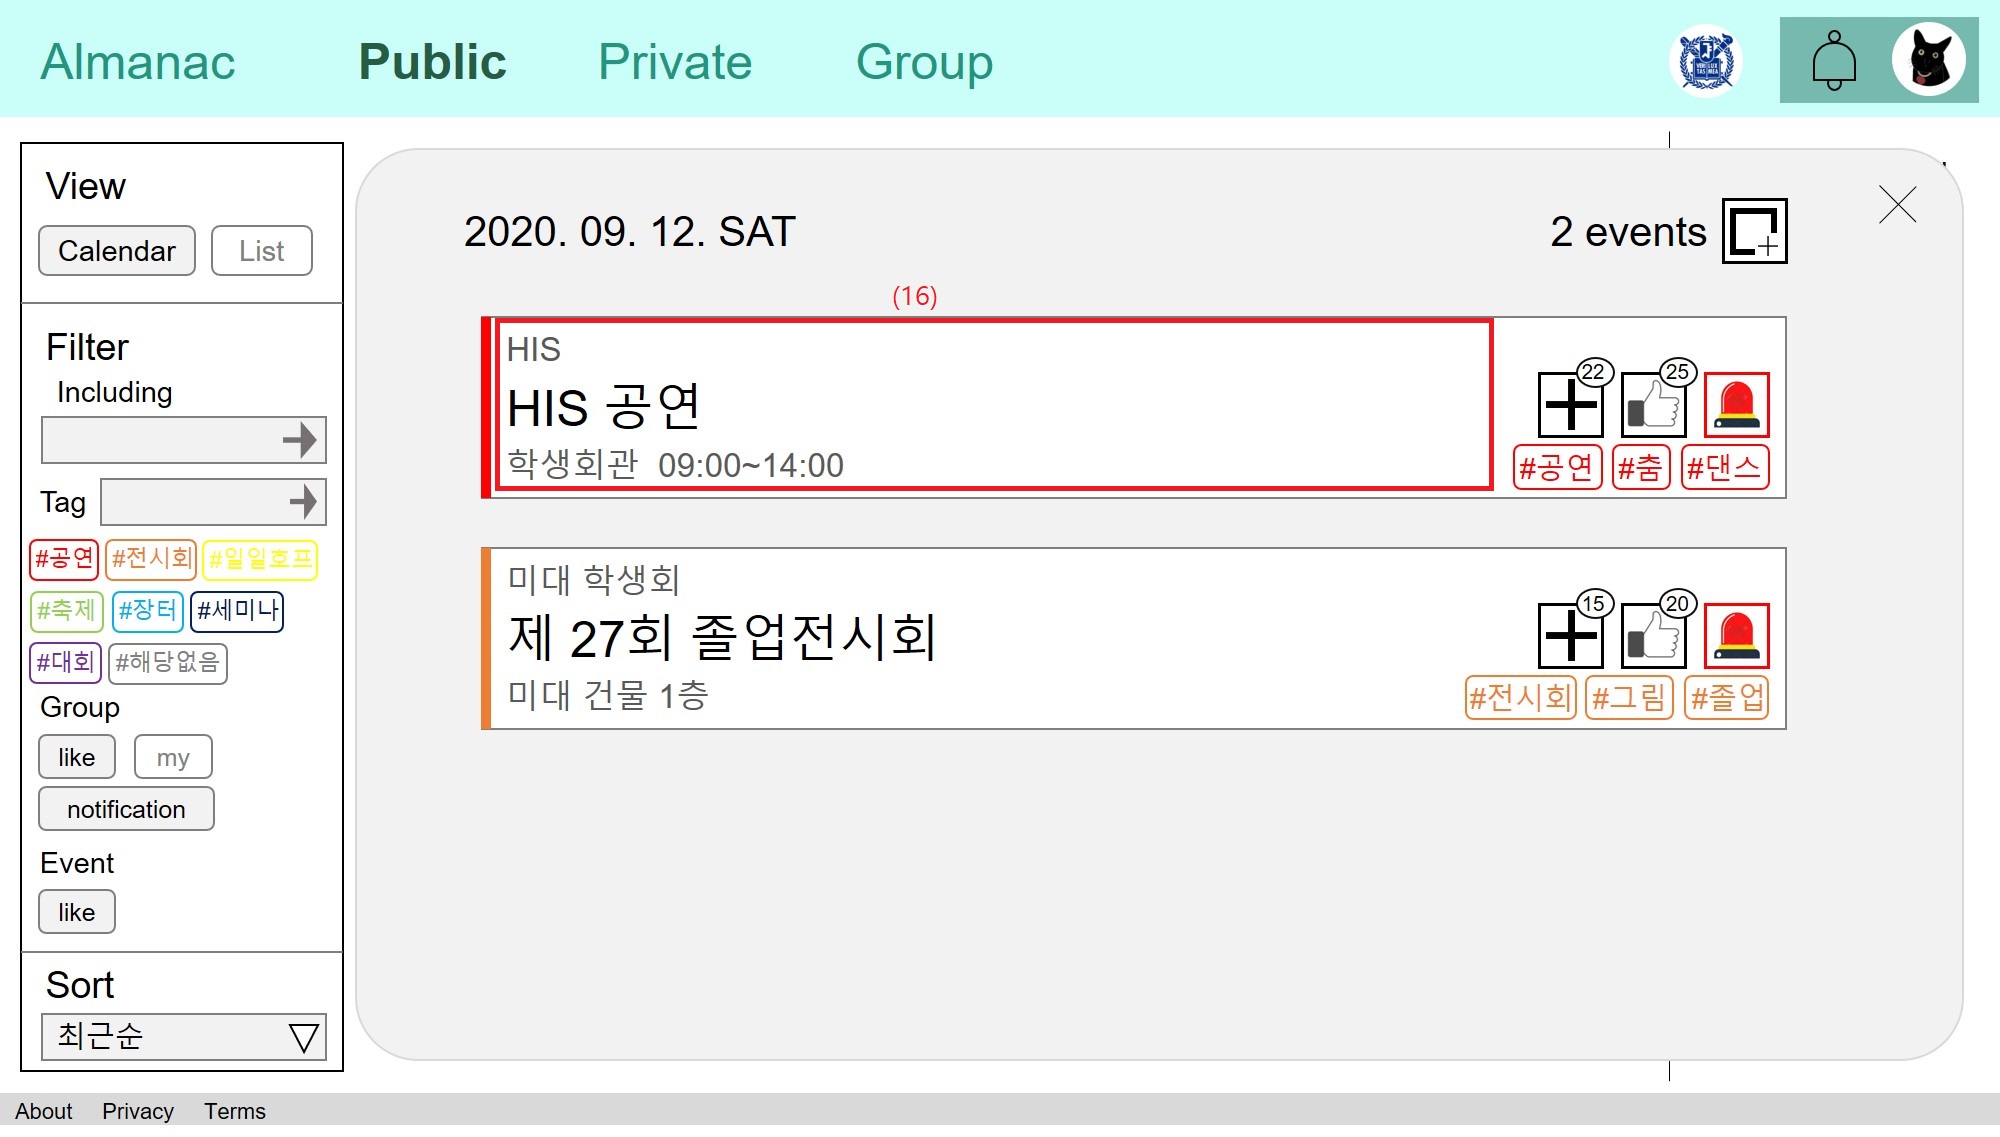 Almanac Public Private Group
View
Calendar List
Filter
Including
Tag
#공연 #전시회 #일일호프
#축제 #장터 #세미나
#대회 #해당없음
Group
like my
notification
Event
like
Sort
최근순
2020. 09. 12. SAT
2 events
(16)
HIS
HIS 공연
학생회관 09:00~14:00
22 25
#공연 #춤 #댄스
미대 학생회
제 27회 졸업전시회
미대 건물 1층
15 20
#전시회 #그림 #졸업
About Privacy Terms